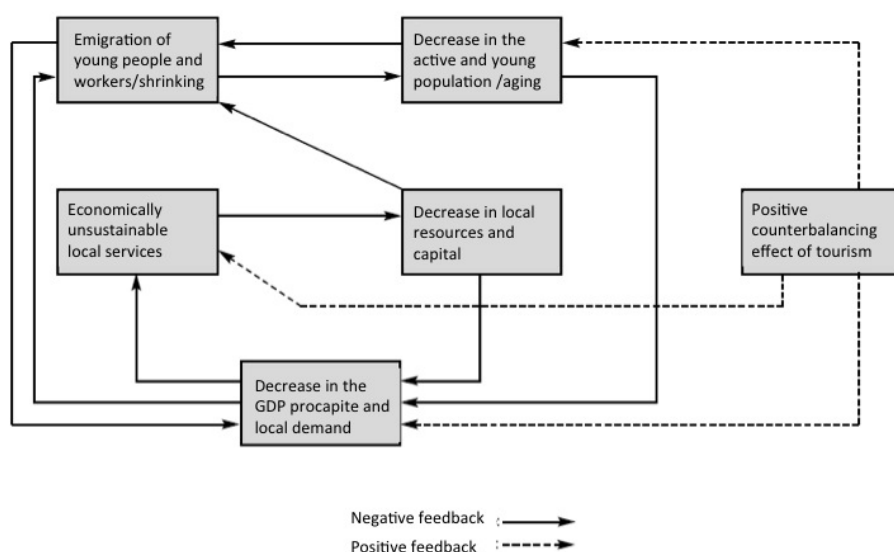 Emigration of
young people and
workers/shrinking
Decrease in the
active and young
population /aging
Economically
unsustainable
local services
Decrease in local
resources and
capital
Positive
counterbalancing
effect of tourism
Decrease in the
GDP procapite and
local demand
Negative feedback
Positive feedback